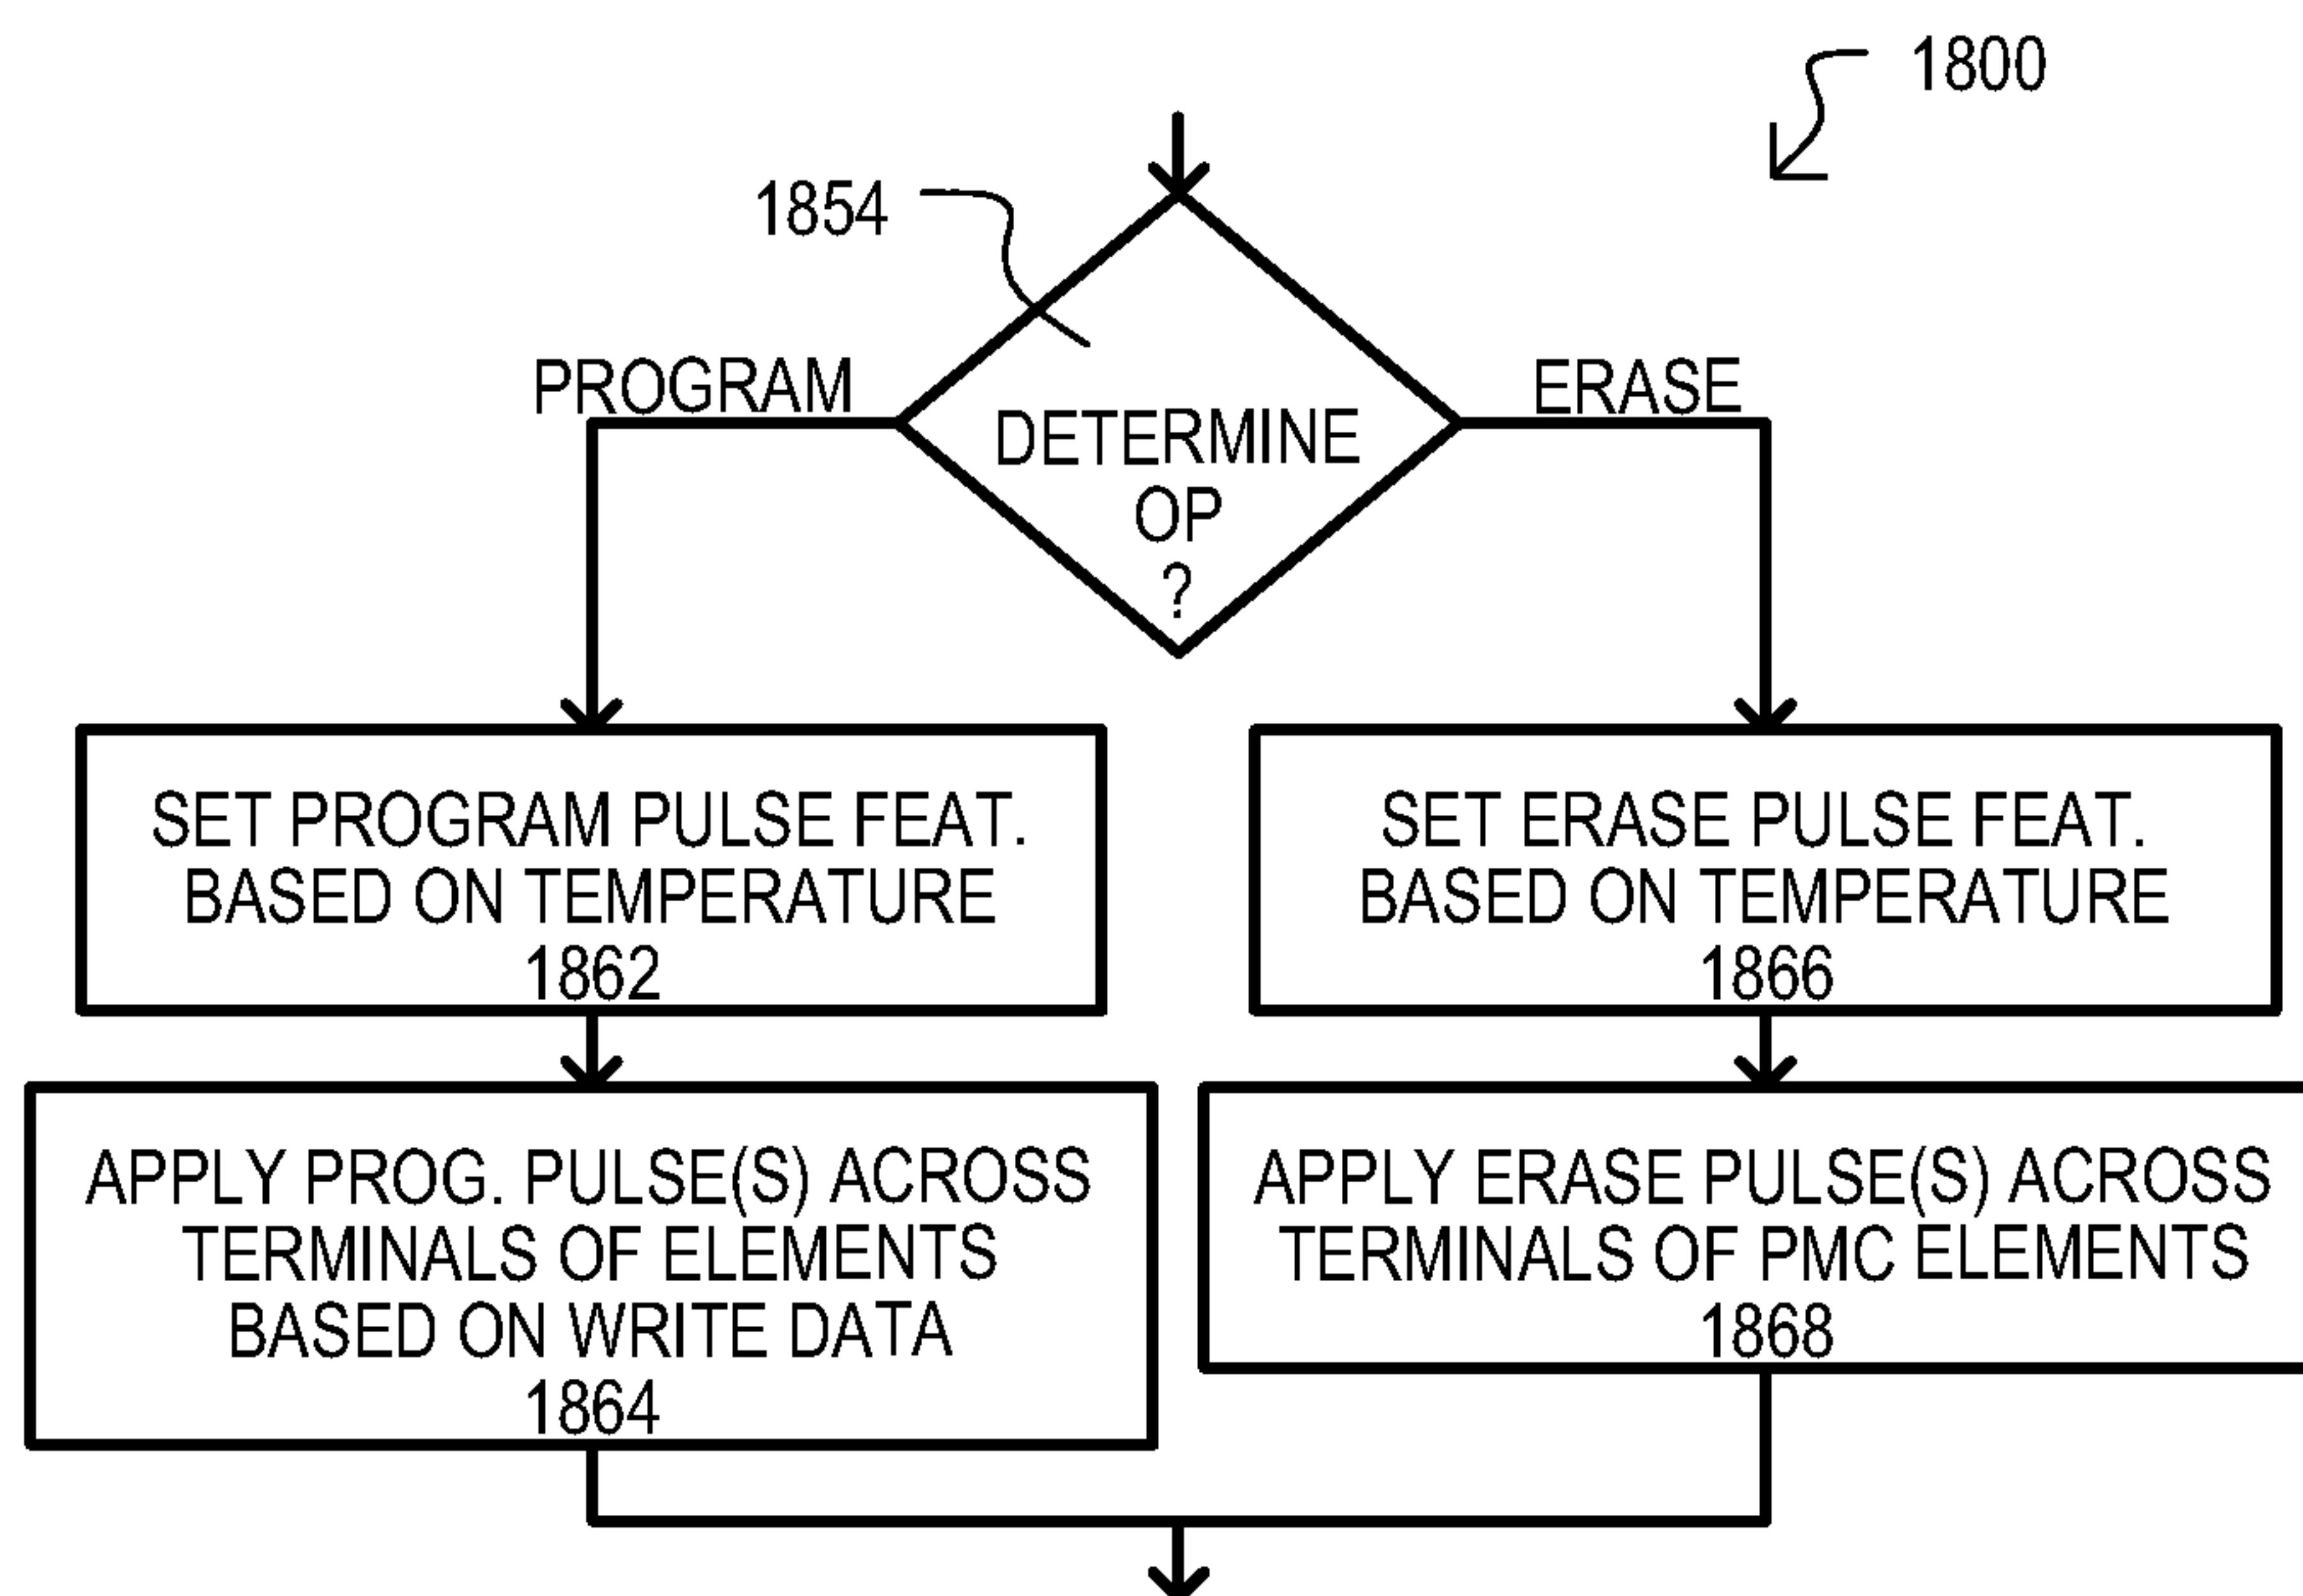 1800
1854
PROGRAM
ERASE
DETERMINE
OP
?
SET PROGRAM PULSE FEAT.
BASED ON TEMPERATURE
1862
SET ERASE PULSE FEAT.
BASED ON TEMPERATURE
1866
APPLY PROG. PULSE(S) ACROSS
TERMINALS OF ELEMENTS
BASED ON WRITE DATA
1864
APPLY ERASE PULSE(S) ACROSS
TERMINALS OF PMC ELEMENTS
1868